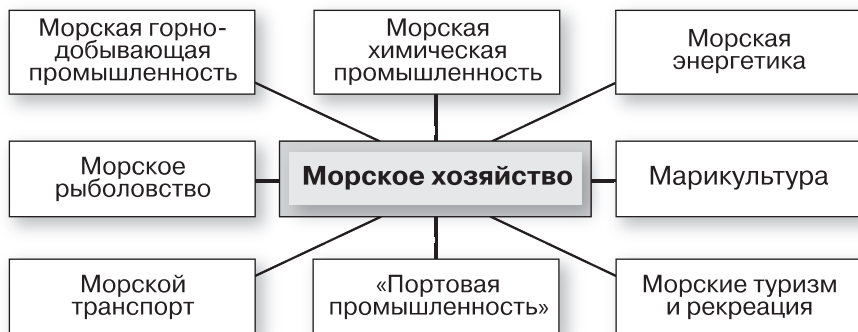 Морская горно-
добывающая
промышленность
Морская
химическая
промышленность
Морская
энергетика
Морское
рыболовство
Морское хозяйство
Марикультура
Морской
транспорт
«Портовая
промышленность»
Морские туризм
и рекреация